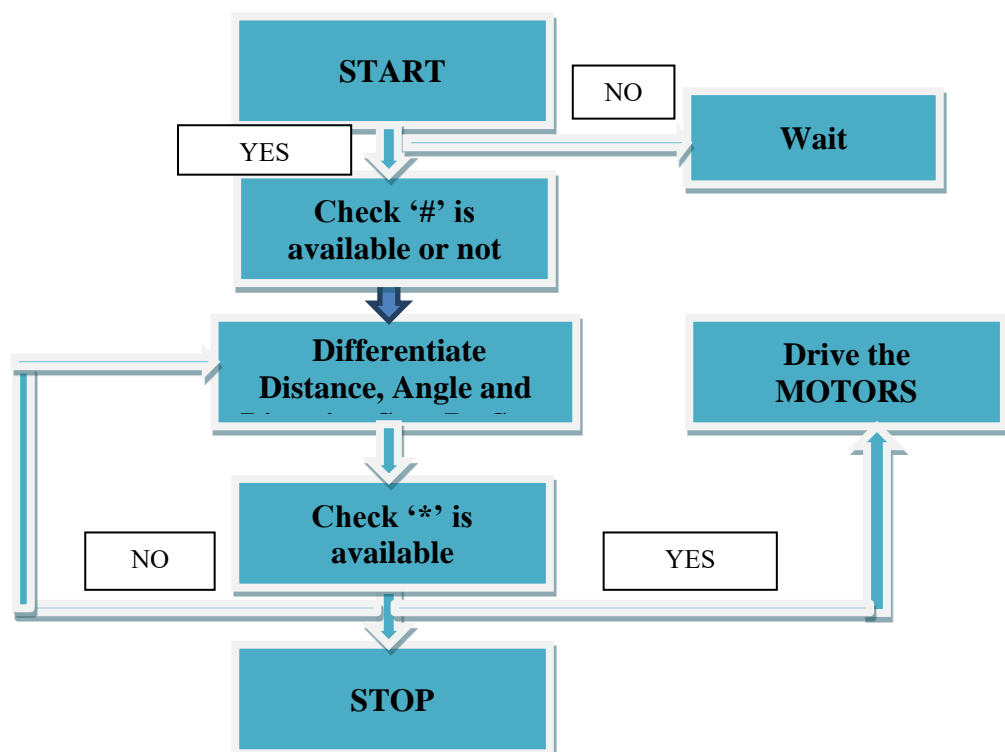 START
NO
YES
Wait
Check ‘#’ is
available or not
Differentiate
Distance, Angle and
Drive the
MOTORS
Check ‘*’ is
available
NO
YES
STOP